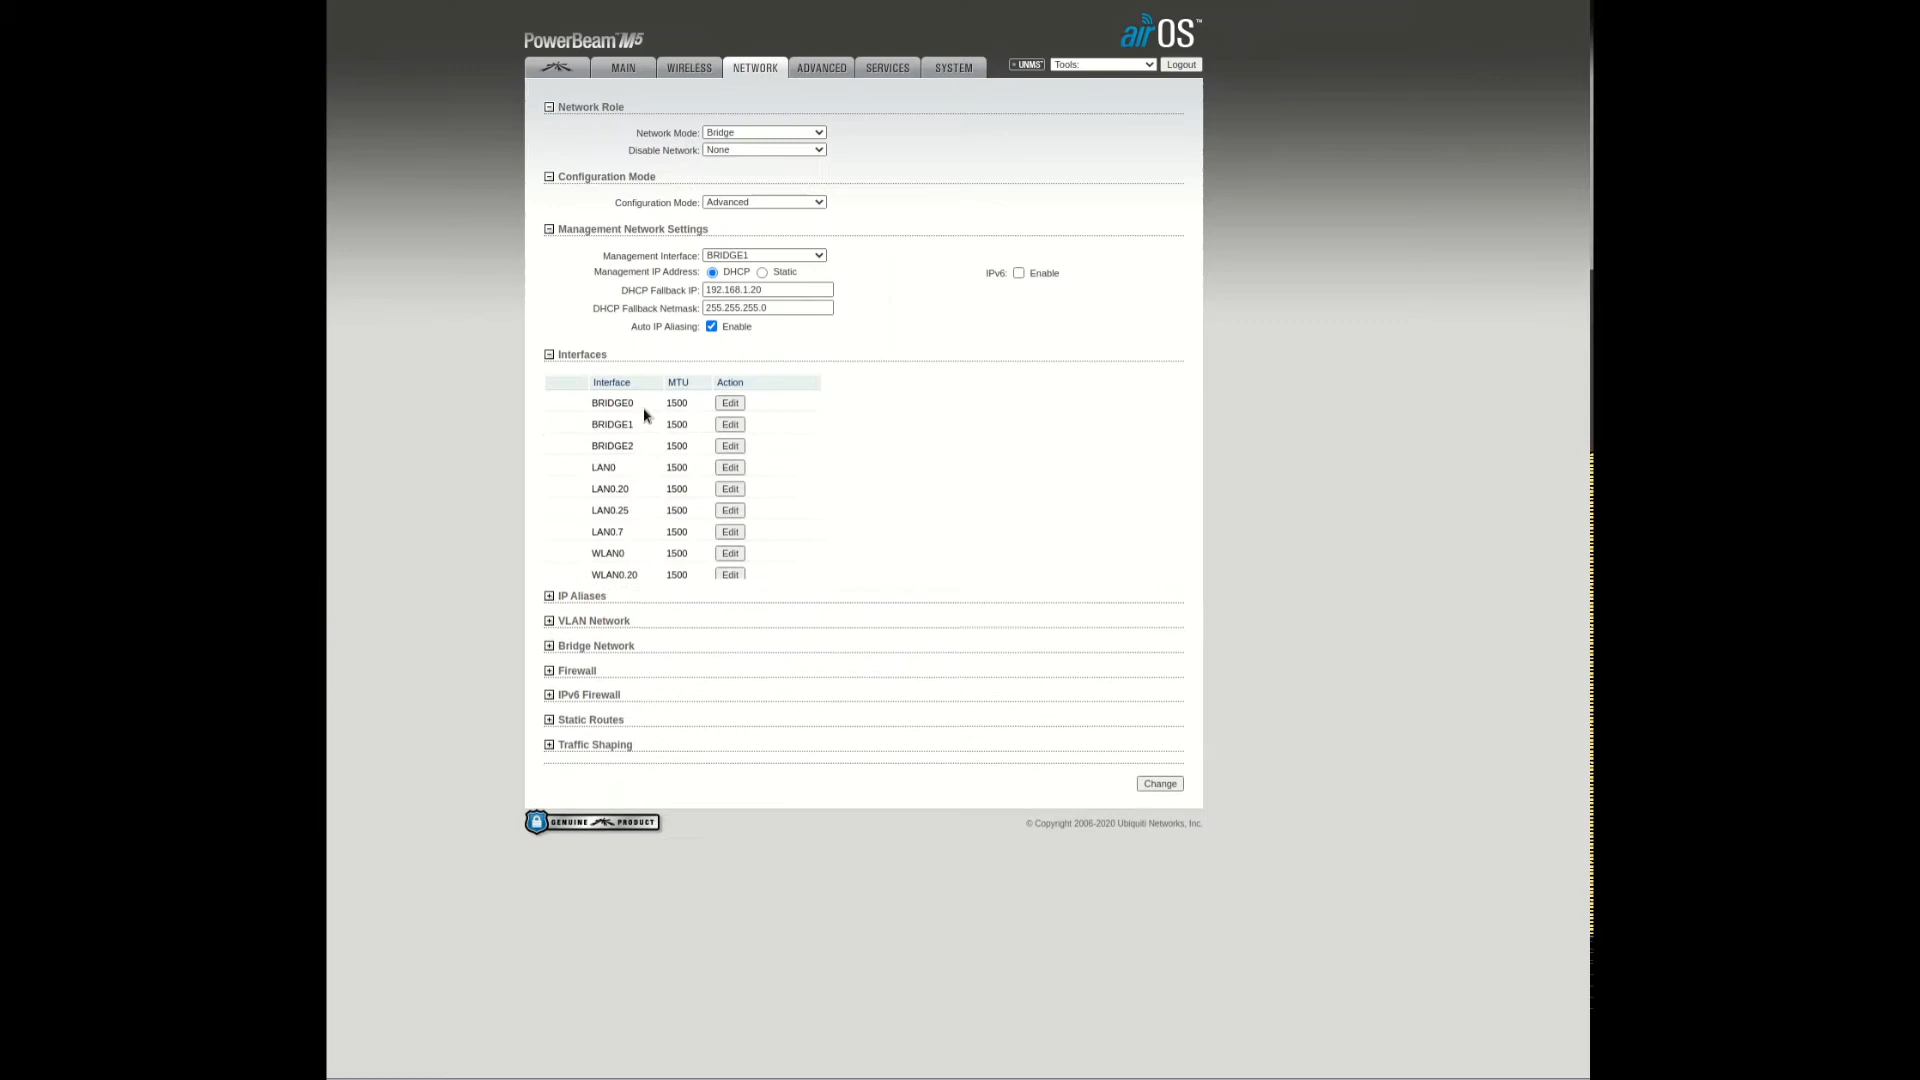 PowerBeam M5
airOS™
MAIN WIRELESS NETWORK ADVANCED SERVICES SYSTEM UNMS Tools: Logout
Network Role
Network Mode: Bridge
Disable Network: None
Configuration Mode
Configuration Mode: Advanced
Management Network Settings
Management Interface: BRIDGE1
Management IP Address: DHCP Static IPv6: Enable
DHCP Fallback IP: 192.168.1.20
DHCP Fallback Netmask: 255.255.255.0
Auto IP Aliasing: Enable
Interfaces
Interface MTU Action
BRIDGE0 1500 Edit
BRIDGE1 1500 Edit
BRIDGE2 1500 Edit
LAN0 1500 Edit
LAN0.20 1500 Edit
LAN0.25 1500 Edit
LAN0.7 1500 Edit
WLAN0 1500 Edit
WLAN0.20 1500 Edit
IP Aliases
VLAN Network
Bridge Network
Firewall
IPv6 Firewall
Static Routes
Traffic Shaping
Change
GENUINE PRODUCT
© Copyright 2006-2020 Ubiquiti Networks, Inc.